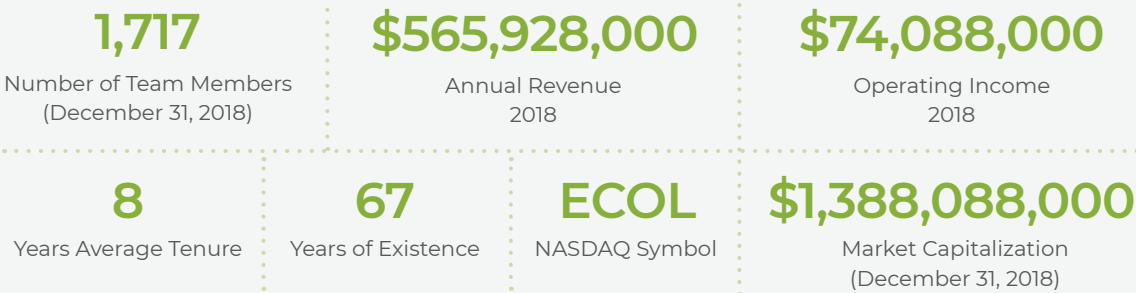 1,717
Number of Team Members
(December 31, 2018)
$565,928,000
Annual Revenue
2018
$74,088,000
Operating Income
2018
8
Years Average Tenure
67
Years of Existence
ECOL
NASDAQ Symbol
$1,388,088,000
Market Capitalization
(December 31, 2018)